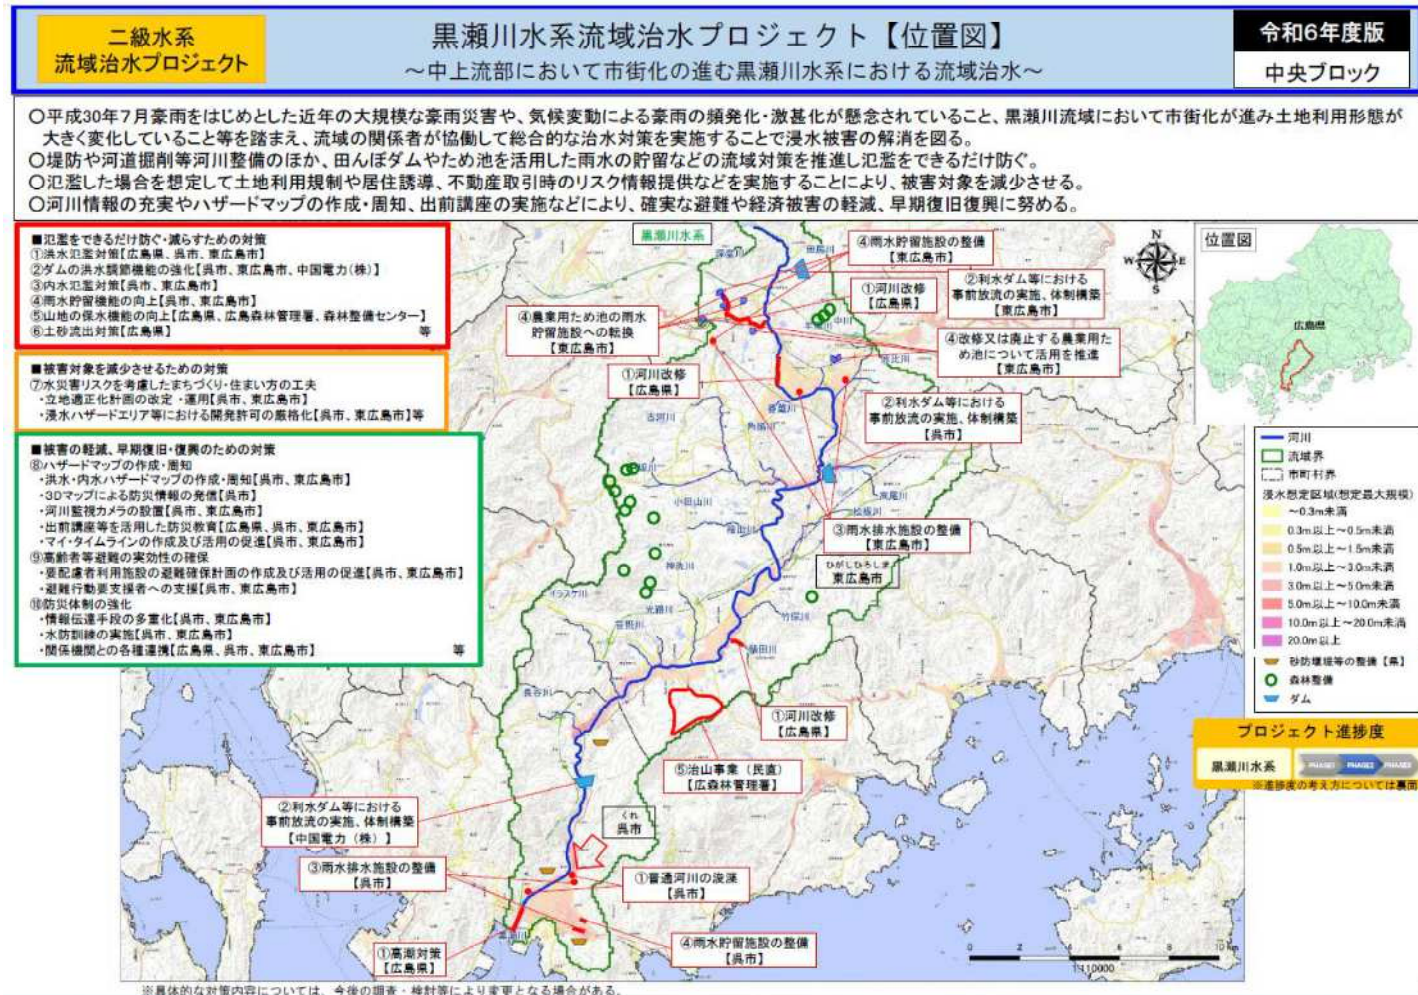 二級水系
流域治水プロジェクト
黒瀬川水系流域治水プロジェクト【位置図】
～中上流部において市街化の進む黒瀬川水系における流域治水～
令和6年度版
中央ブロック
○平成30年7月豪雨をはじめとした近年の大規模な豪雨災害や、気候変動による豪雨の頻発化・激甚化が懸念されていること、黒瀬川流域において市街化が進み土地利用形態が
大きく変化していること等を踏まえ、流域の関係者が協働して総合的な治水対策を実施することで浸水被害の解消を図る。
○堤防や河道掘削等河川整備のほか、田んぼダムやため池を活用した雨水の貯留などの流域対策を推進し氾濫をできるだけ防ぐ。
○氾濫した場合を想定して土地利用規制や居住誘導、不動産取引時のリスク情報提供などを実施することにより、被害対象を減少させる。
○河川情報の充実やハザードマップの作成・周知、出前講座の実施などにより、確実な避難や経済被害の軽減、早期復旧復興に努める。
■氾濫をできるだけ防ぐ・減らすための対策
①洪水氾濫対策【広島県、呉市、東広島市】
②ダムの洪水調節機能の強化【呉市、東広島市、中国電力(株)】
③内水氾濫対策【呉市、東広島市】
④雨水貯留機能の向上【呉市、東広島市】
⑤山地の保水機能の向上【広島県、広島森林管理署、森林整備センター】
⑥土砂流出対策【広島県】 等
■被害対象を減少させるための対策
⑦水災害リスクを考慮したまちづくり・住まい方の工夫
・立地適正化計画の改定・運用【呉市、東広島市】
・浸水ハザードエリア等における開発許可の厳格化【呉市、東広島市】等
■被害の軽減、早期復旧・復興のための対策
⑧ハザードマップの作成・周知
・洪水・内水ハザードマップの作成・周知【呉市、東広島市】
・3Dマップによる防災情報の発信【呉市】
・河川監視カメラの設置【呉市、東広島市】
・出前講座等を活用した防災教育【広島県、呉市、東広島市】
・マイ・タイムラインの作成及び活用の促進【呉市、東広島市】
⑨高齢者等避難の実効性の確保
・要配慮者利用施設の避難確保計画の作成及び活用の促進【呉市、東広島市】
・避難行動要支援者への支援【呉市、東広島市】
⑩防災体制の強化
・情報伝達手段の多重化【呉市、東広島市】
・水防訓練の実施【呉市、東広島市】
・関係機関との各種連携【広島県、呉市、東広島市】 等
黒瀬川水系
④雨水貯留施設の整備
【東広島市】
②利水ダム等における
事前放流の実施、体制構築
【東広島市】
①河川改修
【広島県】
④農業用ため池の雨水
貯留施設への転換
【東広島市】
④改修又は廃止する農業用た
め池について活用を推進
【東広島市】
①河川改修
【広島県】
②利水ダム等における
事前放流の実施、体制構築
【呉市】
古河川
小田山川
松板川
③雨水排水施設の整備
【東広島市】
ひがしひろしま
東広島市
イラスケ川
光路川
笹野川
竹保川
長谷川
①河川改修
【広島県】
⑤治山事業（民直）
【広森林管理署】
②利水ダム等における
事前放流の実施、体制構築
【中国電力（株）】
くれ
呉市
③雨水排水施設の整備
【呉市】
①普通河川の浚渫
【呉市】
黒瀬川
①高潮対策
【広島県】
④雨水貯留施設の整備
【呉市】
N
W E
S
位置図
広島県
河川
流域界
市町村界
浸水想定区域(想定最大規模)
～0.3m未満
0.3m以上～0.5m未満
0.5m以上～1.5m未満
1.0m以上～3.0m未満
3.0m以上～5.0m未満
5.0m以上～10.0m未満
10.0m以上～20.0m未満
20.0m以上
砂防堰堤等の整備【県】
森林整備
ダム
プロジェクト進捗度
黒瀬川水系
PHASE1 PHASE2 PHASE3
※進捗度の考え方については裏面
0 2 4 6 8 10 km
1:110000
※具体的な対策内容については、今後の調査・検討等により変更となる場合がある。